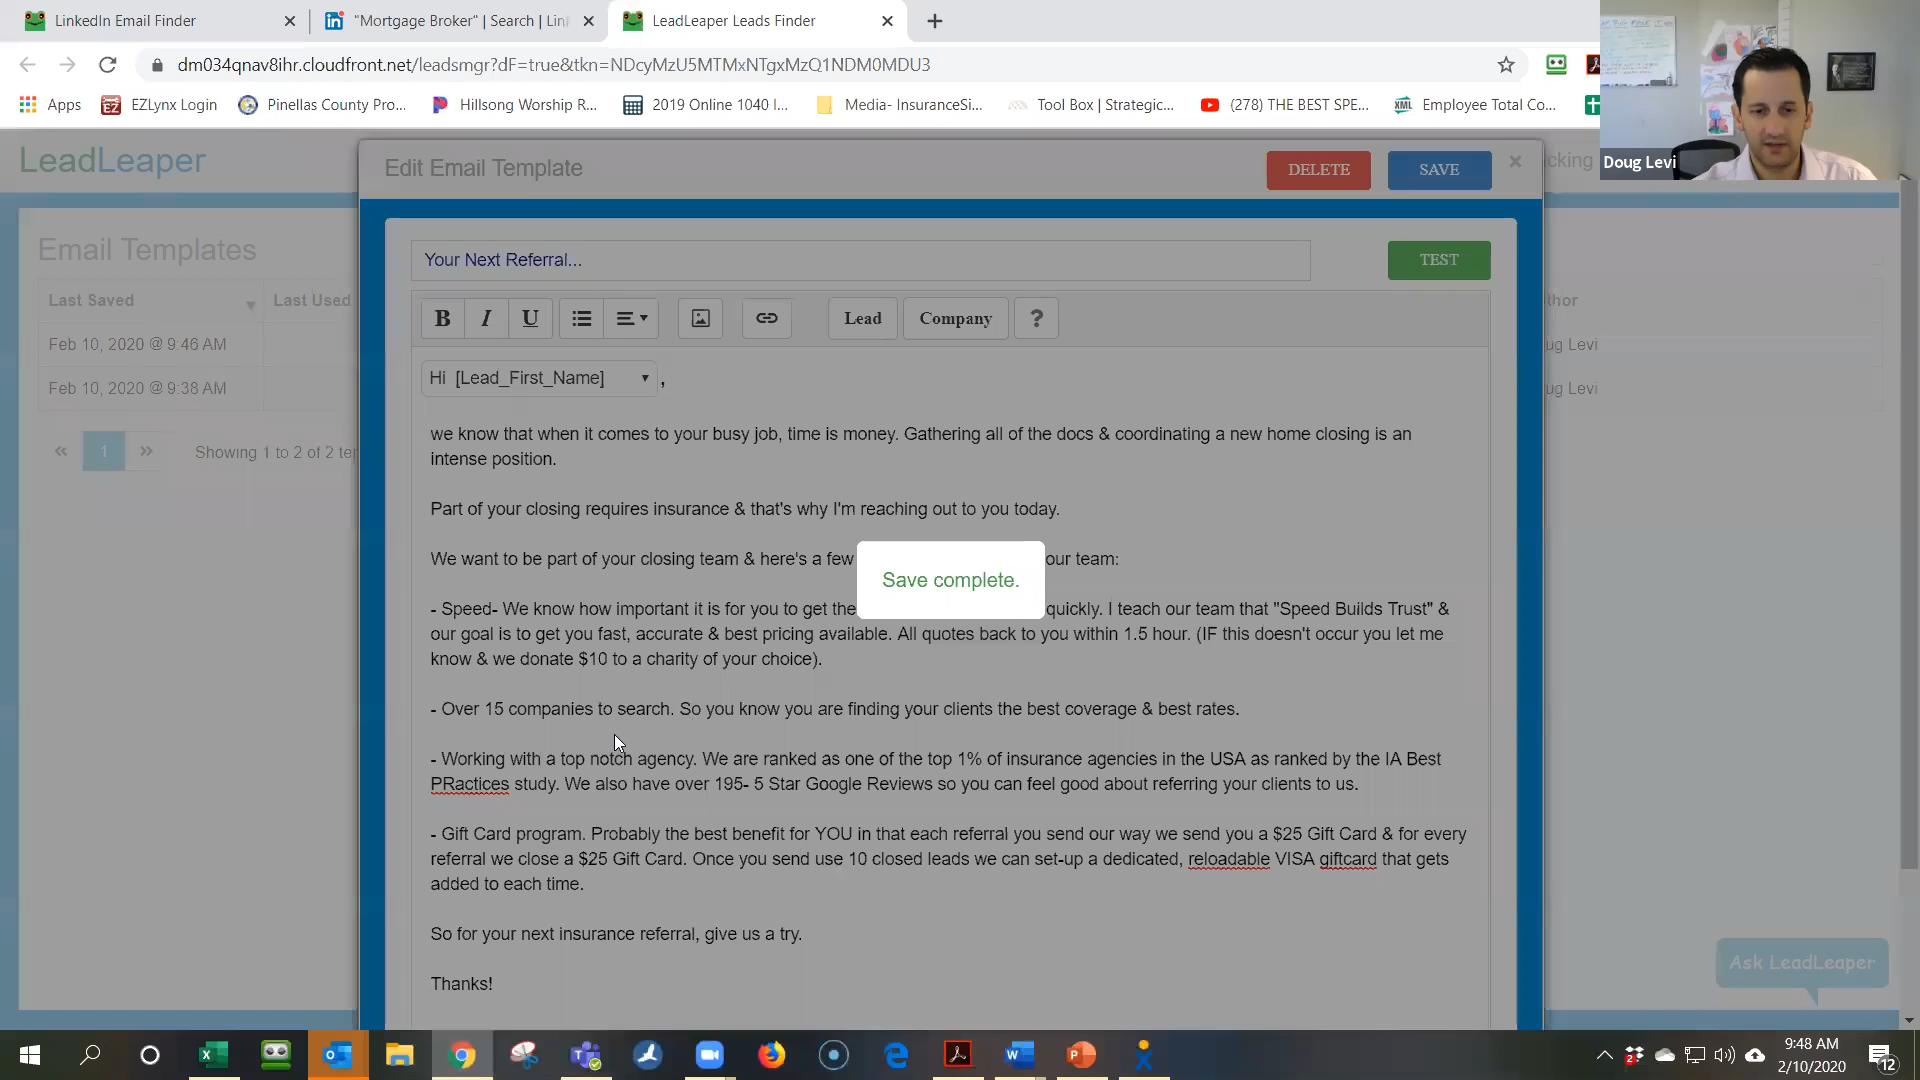 LinkedIn Email Finder
"Mortgage Broker" | Search | Lin
LeadLeaper Leads Finder
dm034qnav8ihr.cloudfront.net/leadsmgr?dF=true&tkn=NDcyMzU5MTMxNTgxMzQ1NDM0MDU3
Apps
EZLynx Login
Pinellas County Pro...
Hillsong Worship R...
2019 Online 1040 I...
Media- InsuranceSi...
Tool Box | Strategic...
(278) THE BEST SPE...
XML
Employee Total Co...
Doug Levi
LeadLeaper
Edit Email Template
DELETE
SAVE
cking
Email Templates
Your Next Referral...
TEST
Last Saved
Last Used
thor
B I U
Lead
Company
?
Feb 10, 2020 @ 9:46 AM
ug Levi
Feb 10, 2020 @ 9:38 AM
ug Levi
« 1 »
Showing 1 to 2 of 2 te
Hi [Lead_First_Name] ,
we know that when it comes to your busy job, time is money. Gathering all of the docs & coordinating a new home closing is an
intense position.
Part of your closing requires insurance & that's why I'm reaching out to you today.
We want to be part of your closing team & here's a few our team:
Save complete.
- Speed- We know how important it is for you to get the quickly. I teach our team that "Speed Builds Trust" &
our goal is to get you fast, accurate & best pricing available. All quotes back to you within 1.5 hour. (IF this doesn't occur you let me
know & we donate $10 to a charity of your choice).
- Over 15 companies to search. So you know you are finding your clients the best coverage & best rates.
- Working with a top notch agency. We are ranked as one of the top 1% of insurance agencies in the USA as ranked by the IA Best
PRactices study. We also have over 195- 5 Star Google Reviews so you can feel good about referring your clients to us.
- Gift Card program. Probably the best benefit for YOU in that each referral you send our way we send you a $25 Gift Card & for every
referral we close a $25 Gift Card. Once you send use 10 closed leads we can set-up a dedicated, reloadable VISA giftcard that gets
added to each time.
So for your next insurance referral, give us a try.
Thanks!
Ask LeadLeaper
9:48 AM
2/10/2020
12